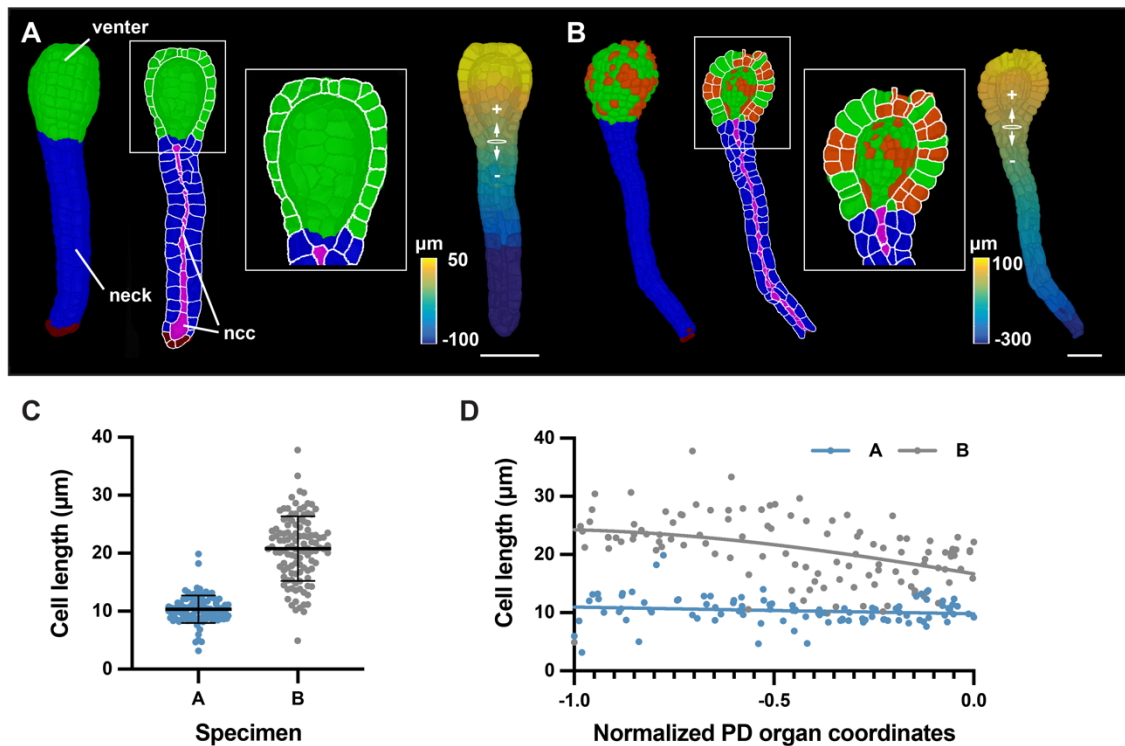 A
venter
neck
ncc
+
-
µm
50
-100
B
+
-
µm
100
-300
C
40
30
20
10
0
Cell length (µm)
A B
Specimen
D
A B
40
30
20
10
0
Cell length (µm)
-1.0 -0.5 0.0
Normalized PD organ coordinates